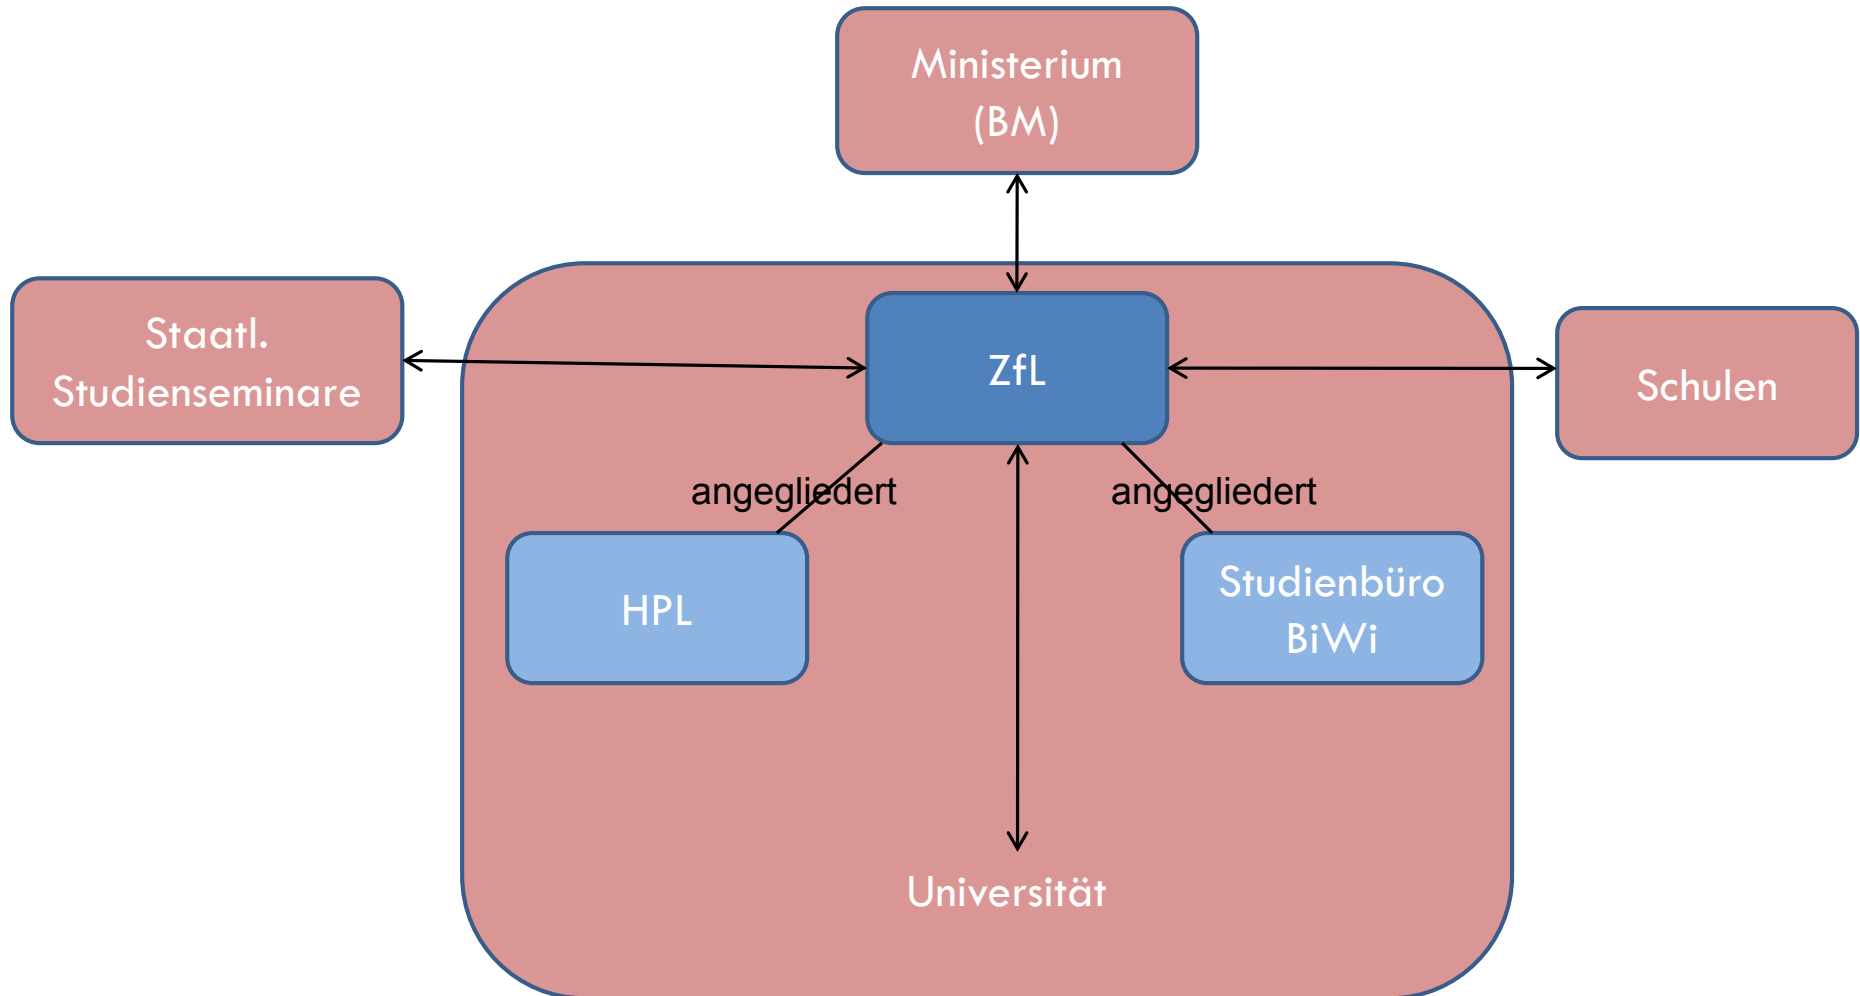 Ministerium
(BM)
Staatl.
Studienseminare
ZfL
Schulen
angegliedert
angegliedert
HPL
Studienbüro
BiWi
Universität